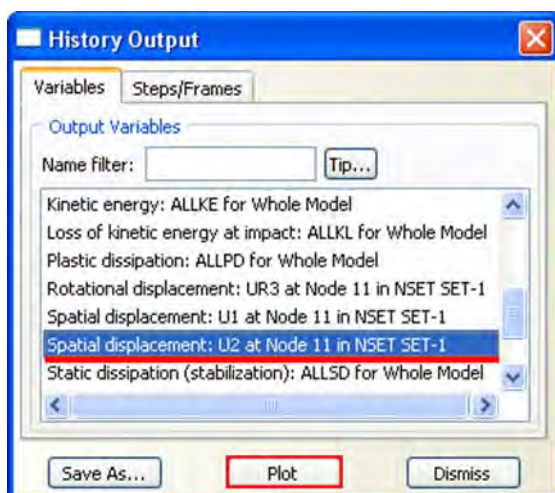 History Output
Variables Steps/Frames
Output Variables
Name filter: Tip...
Kinetic energy: ALLKE for Whole Model
Loss of kinetic energy at impact: ALLKL for Whole Model
Plastic dissipation: ALLPD for Whole Model
Rotational displacement: UR3 at Node 11 in NSET SET-1
Spatial displacement: U1 at Node 11 in NSET SET-1
Spatial displacement: U2 at Node 11 in NSET SET-1
Static dissipation (stabilization): ALLSD for Whole Model
Save As... Plot Dismiss